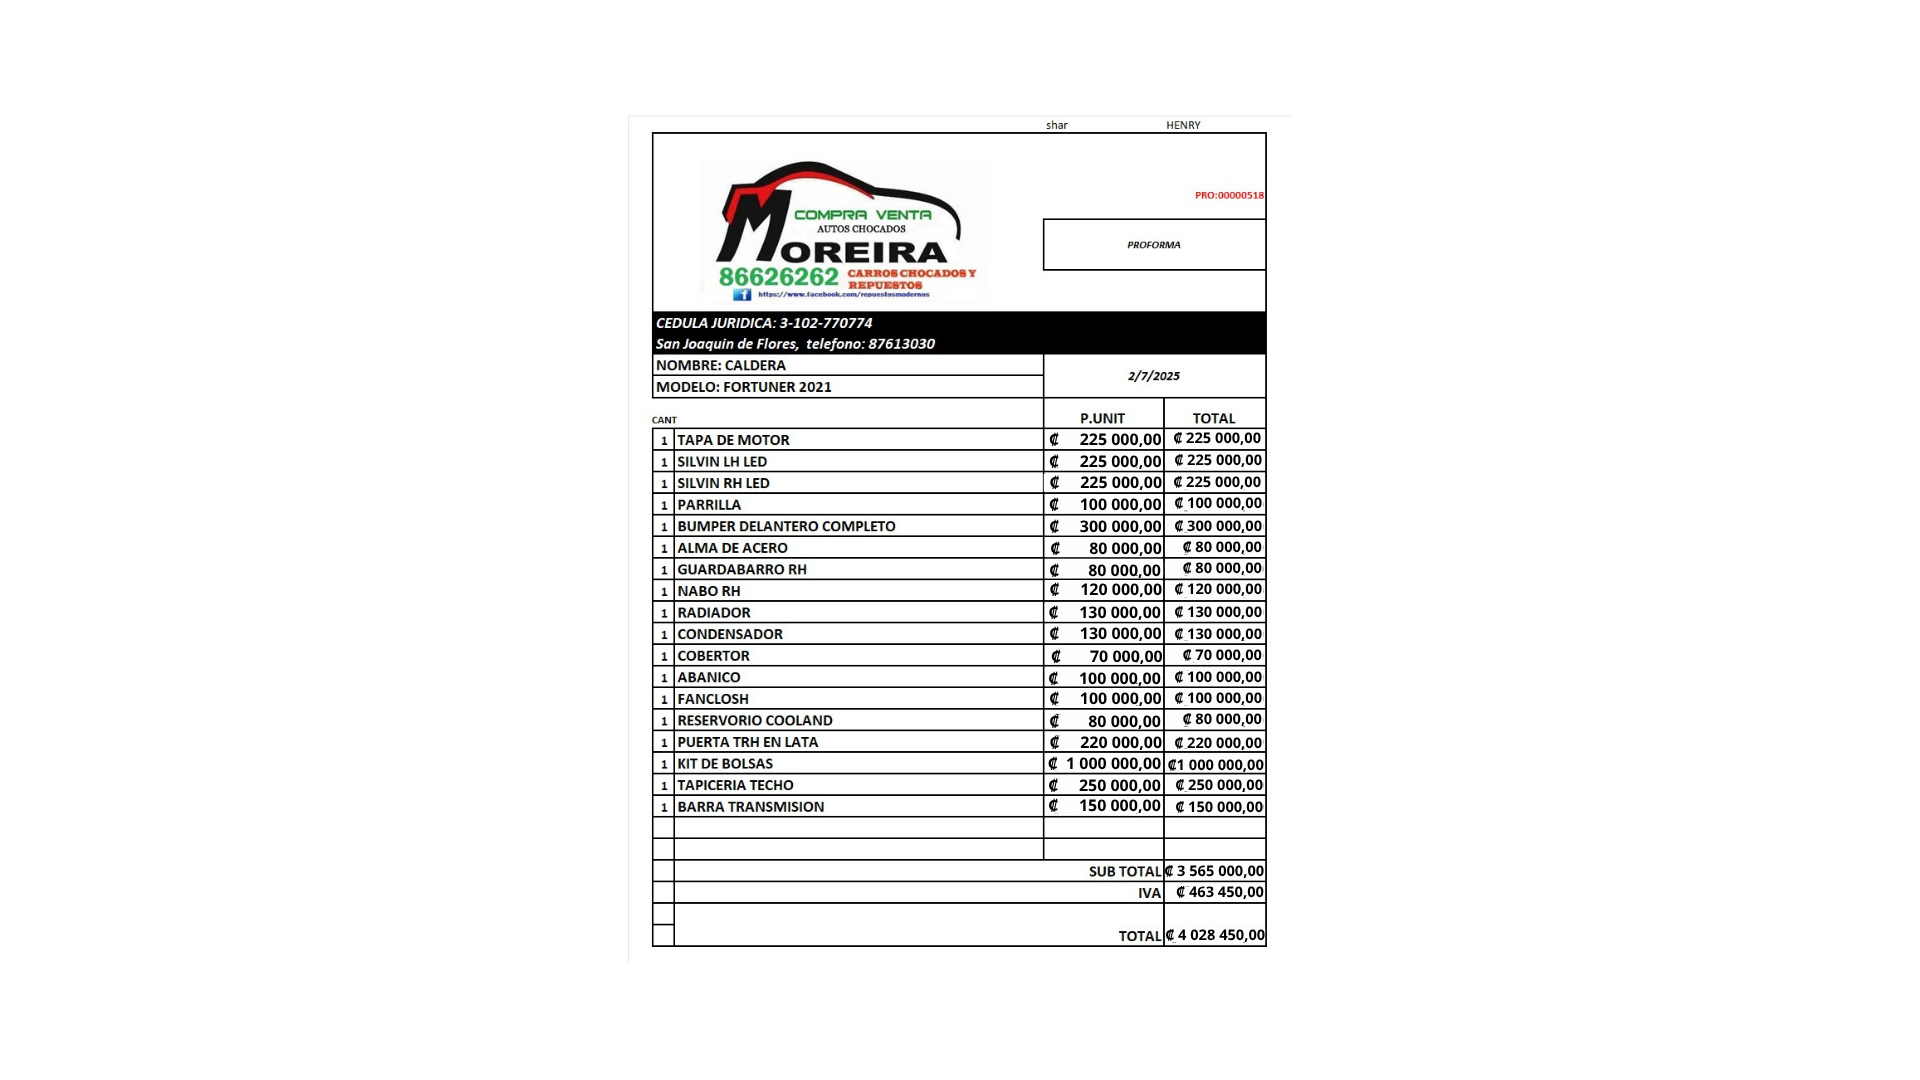 shar HENRY
PRO:00000518
COMPRA VENTA
AUTOS CHOCADOS
MOREIRA
86626262 CARROS CHOCADOS Y REPUESTOS
https://www.facebook.com/repuestosmodernos
PROFORMA
CEDULA JURIDICA: 3-102-770774
San Joaquin de Flores, telefono: 87613030
NOMBRE: CALDERA
MODELO: FORTUNER 2021
2/7/2025
CANT P.UNIT TOTAL
1 TAPA DE MOTOR ₡ 225 000,00 ₡ 225 000,00
1 SILVIN LH LED ₡ 225 000,00 ₡ 225 000,00
1 SILVIN RH LED ₡ 225 000,00 ₡ 225 000,00
1 PARRILLA ₡ 100 000,00 ₡ 100 000,00
1 BUMPER DELANTERO COMPLETO ₡ 300 000,00 ₡ 300 000,00
1 ALMA DE ACERO ₡ 80 000,00 ₡ 80 000,00
1 GUARDABARRO RH ₡ 80 000,00 ₡ 80 000,00
1 NABO RH ₡ 120 000,00 ₡ 120 000,00
1 RADIADOR ₡ 130 000,00 ₡ 130 000,00
1 CONDENSADOR ₡ 130 000,00 ₡ 130 000,00
1 COBERTOR ₡ 70 000,00 ₡ 70 000,00
1 ABANICO ₡ 100 000,00 ₡ 100 000,00
1 FANCLOSH ₡ 100 000,00 ₡ 100 000,00
1 RESERVORIO COOLAND ₡ 80 000,00 ₡ 80 000,00
1 PUERTA TRH EN LATA ₡ 220 000,00 ₡ 220 000,00
1 KIT DE BOLSAS ₡ 1 000 000,00 ₡1 000 000,00
1 TAPICERIA TECHO ₡ 250 000,00 ₡ 250 000,00
1 BARRA TRANSMISION ₡ 150 000,00 ₡ 150 000,00
SUB TOTAL ₡ 3 565 000,00
IVA ₡ 463 450,00
TOTAL ₡ 4 028 450,00